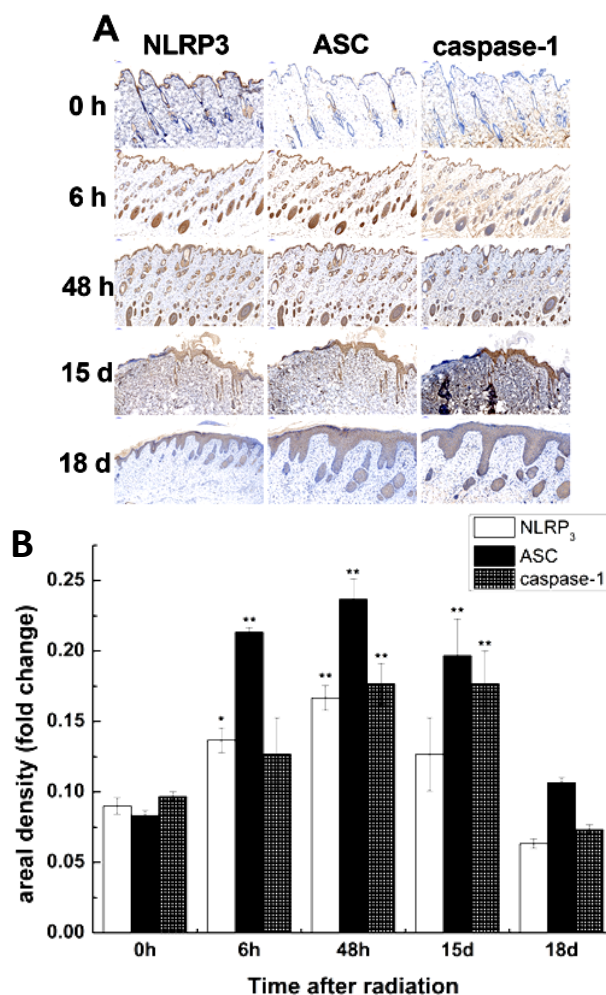 A
NLRP3 ASC caspase-1
0 h
6 h
48 h
15 d
18 d
B
NLRP3
ASC
caspase-1
areal density (fold change)
0.25
0.20
0.15
0.10
0.05
0.00
* ** ** ** ** ** **
0h 6h 48h 15d 18d
Time after radiation